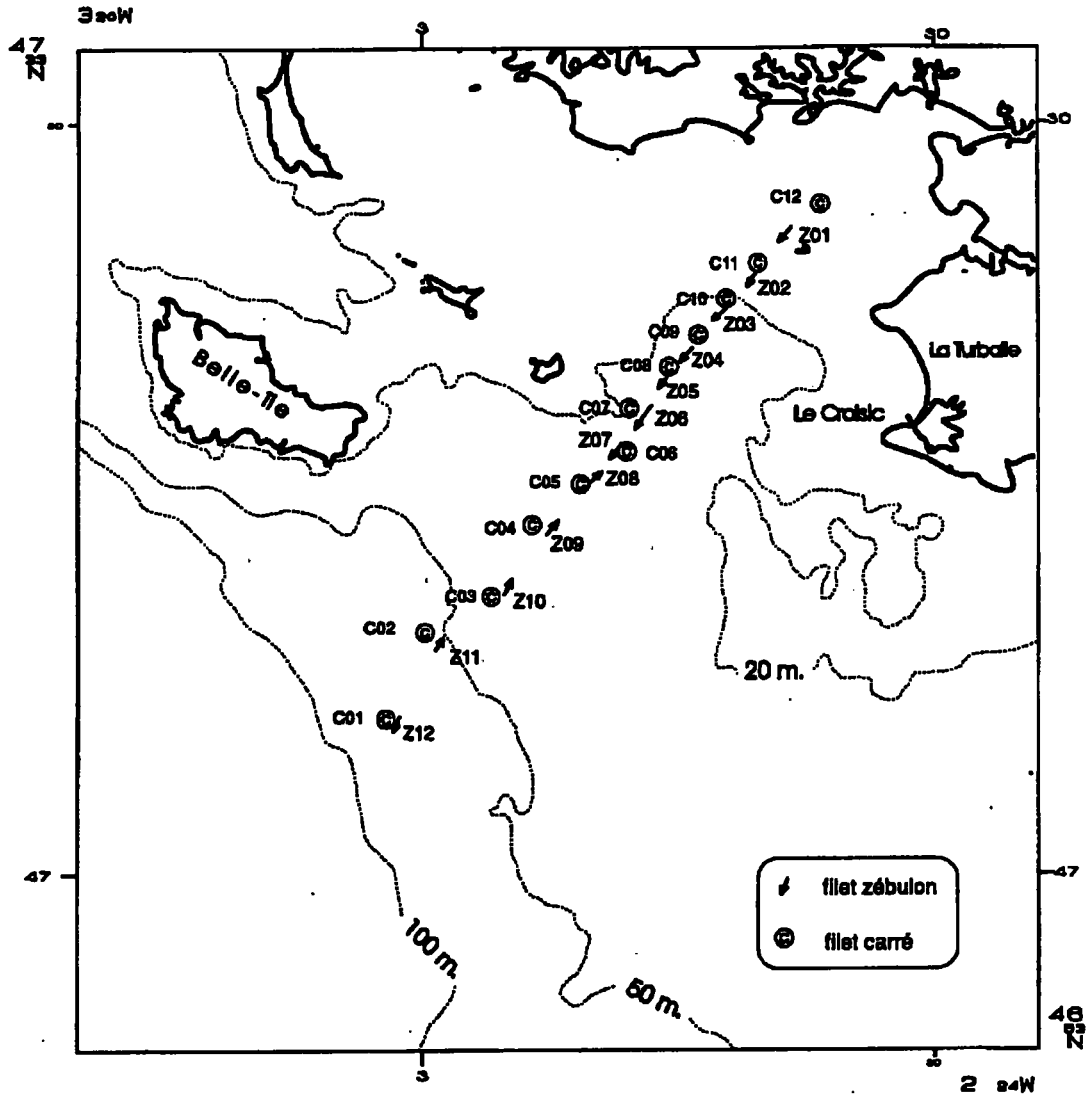 3
30
47
N
30
C12
Z01
C11
Z02
C10
Z03
C09
Z04
La Turballe
C08
Z05
Belle-Ile
C07
Z06
Le Croisic
Z07
C06
C05
Z08
C04
Z09
C03
Z10
C02
Z11
20 m.
C01
Z12
47
47
filet zébulon
filet carré
100 m.
50 m.
46
N
3
2